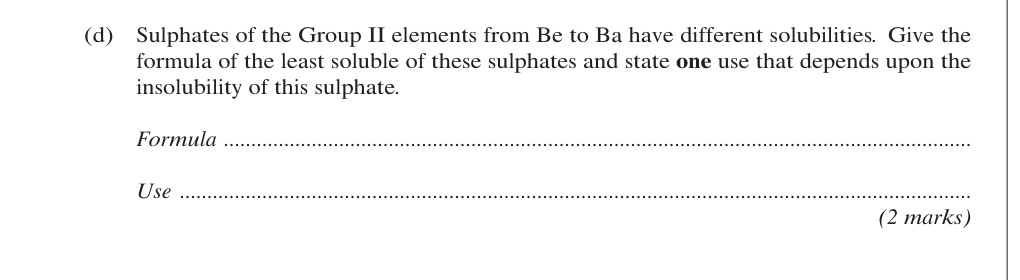 (d) Sulphates of the Group II elements from Be to Ba have different solubilities. Give the
formula of the least soluble of these sulphates and state one use that depends upon the
insolubility of this sulphate.
Formula ........................................................................................................................................
Use ................................................................................................................................................
(2 marks)